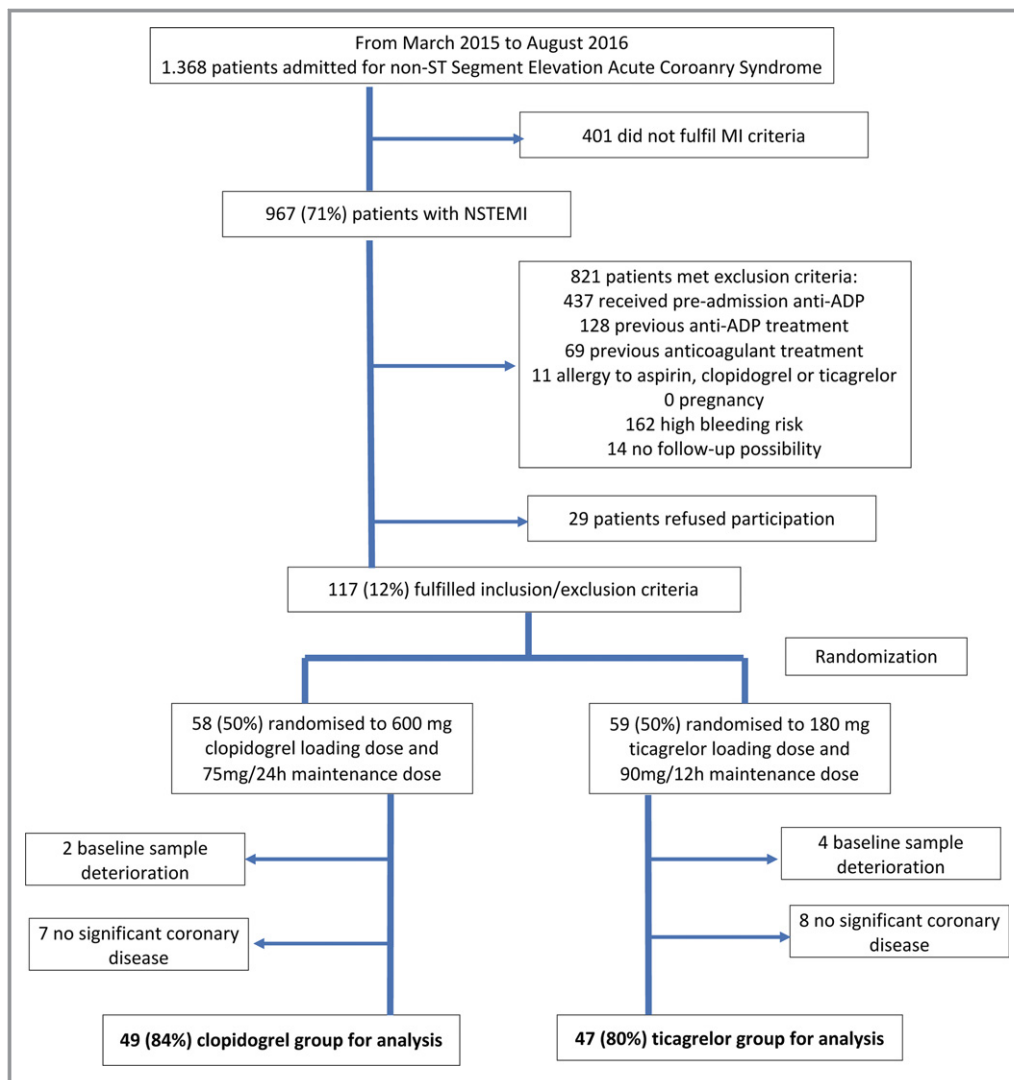 From March 2015 to August 2016
1.368 patients admitted for non-ST Segment Elevation Acute Coroanry Syndrome
401 did not fulfil MI criteria
967 (71%) patients with NSTEMI
821 patients met exclusion criteria:
437 received pre-admission anti-ADP
128 previous anti-ADP treatment
69 previous anticoagulant treatment
11 allergy to aspirin, clopidogrel or ticagrelor
0 pregnancy
162 high bleeding risk
14 no follow-up possibility
29 patients refused participation
117 (12%) fulfilled inclusion/exclusion criteria
Randomization
58 (50%) randomised to 600 mg
clopidogrel loading dose and
75mg/24h maintenance dose
59 (50%) randomised to 180 mg
ticagrelor loading dose and
90mg/12h maintenance dose
2 baseline sample
deterioration
4 baseline sample
deterioration
7 no significant coronary
disease
8 no significant coronary
disease
49 (84%) clopidogrel group for analysis
47 (80%) ticagrelor group for analysis